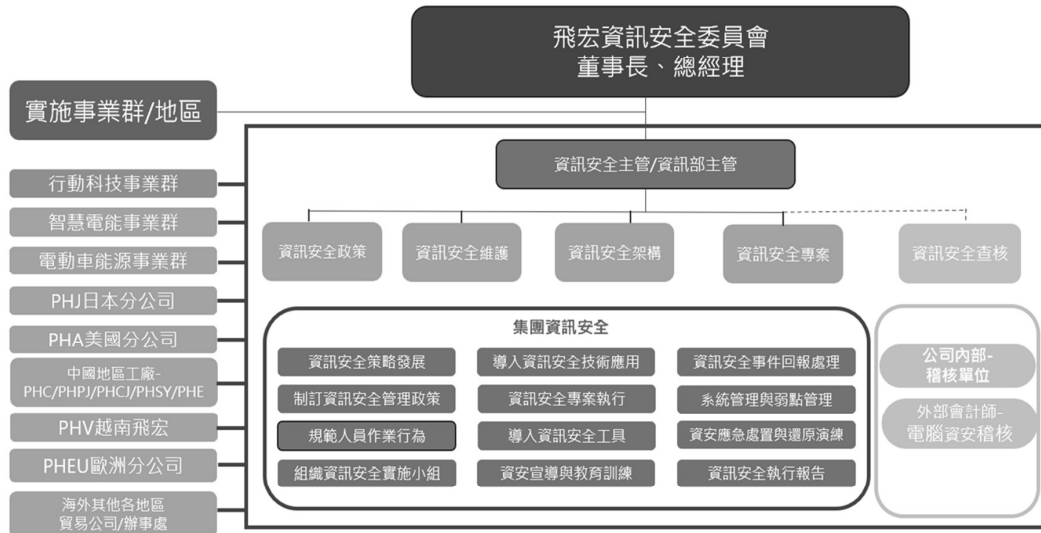 飛宏資訊安全委員會
董事長、總經理
實施事業群/地區
行動科技事業群
智慧電能事業群
電動車能源事業群
PHJ日本分公司
PHA美國分公司
中國地區工廠-
PHC/PHPJ/PHCJ/PHSY/PHE
PHV越南飛宏
PHEU歐洲分公司
海外其他各地區
貿易公司/辦事處
資訊安全主管/資訊部主管
資訊安全政策
資訊安全維護
資訊安全架構
資訊安全專案
資訊安全查核
集團資訊安全
資訊安全策略發展
導入資訊安全技術應用
資訊安全事件回報處理
制訂資訊安全管理政策
資訊安全專案執行
系統管理與弱點管理
規範人員作業行為
導入資訊安全工具
資安應急處置與還原演練
組織資訊安全實施小組
資安宣導與教育訓練
資訊安全執行報告
公司內部-
稽核單位
外部會計師-
電腦資安稽核